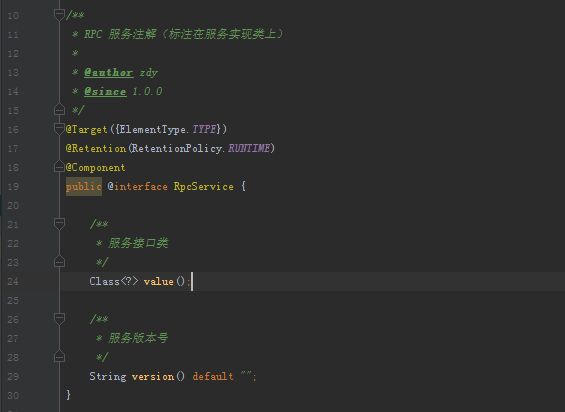 10
11 /**
12 * RPC 服务注解（标注在服务实现类上）
12 *
13 * @author zdy
14 * @since 1.0.0
15 */
16 @Target({ElementType.TYPE})
17 @Retention(RetentionPolicy.RUNTIME)
18 @Component
19 public @interface RpcService {
20
21 /**
22 * 服务接口类
23 */
24 Class<?> value();
25
26 /**
27 * 服务版本号
28 */
29 String version() default "";
30 }